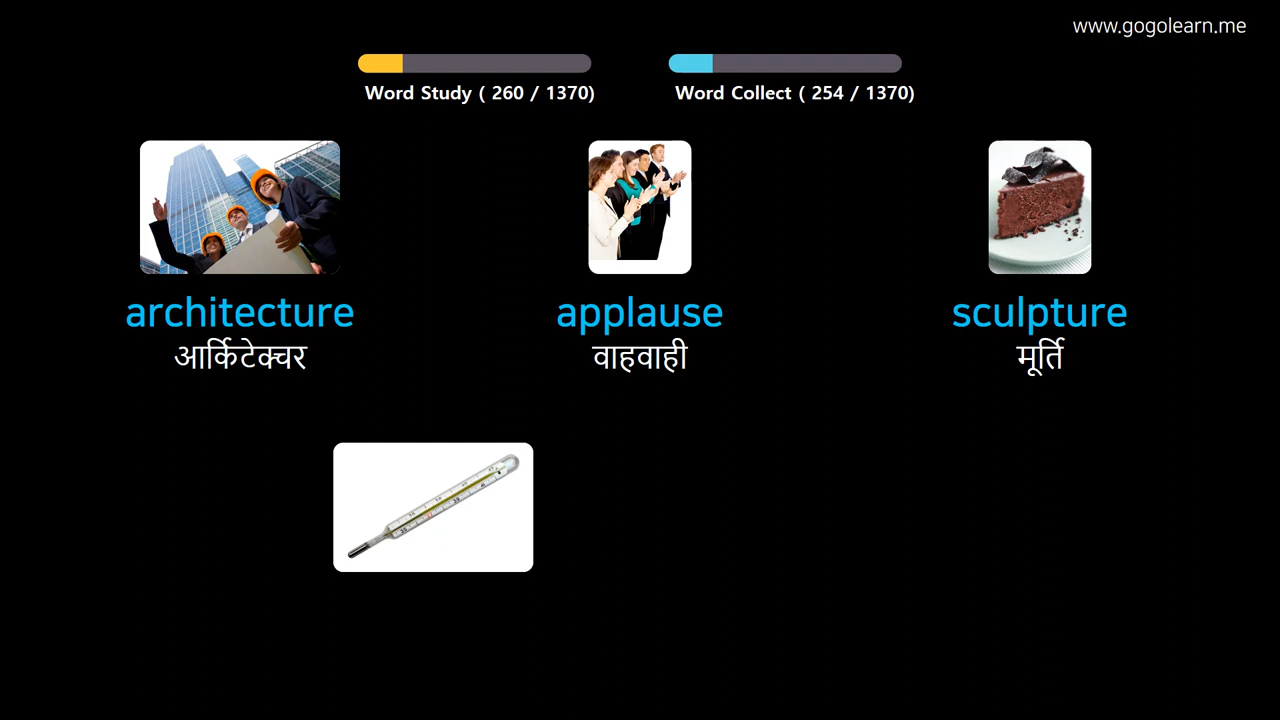 www.gogolearn.me
Word Study ( 260 / 1370)
Word Collect ( 254 / 1370)
architecture
applause
sculpture
आर्किटेक्चर
वाहवाही
मूर्ति